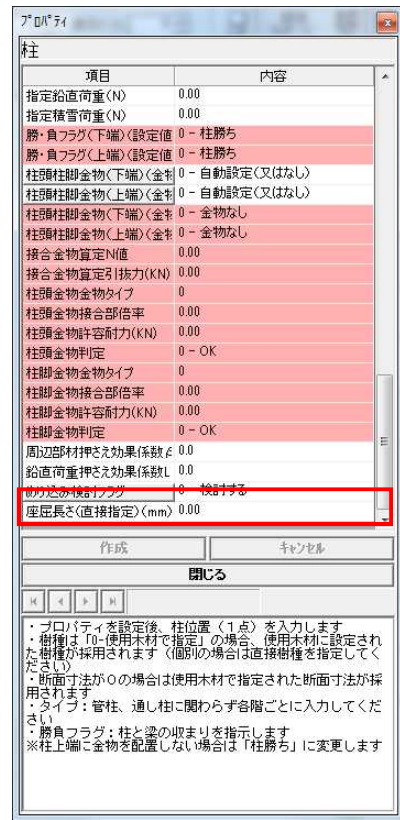 プロパティ
柱
項目 内容
指定鉛直荷重(N) 0.00
指定積雪荷重(N) 0.00
勝・負フラグ(下端)(設定値 0 - 柱勝ち
勝・負フラグ(上端)(設定値 0 - 柱勝ち
柱頭柱脚金物(下端)(金物 0 - 自動設定(又はなし)
柱頭柱脚金物(上端)(金物 0 - 自動設定(又はなし)
柱頭柱脚金物(下端)(金物 0 - 金物なし
柱頭柱脚金物(上端)(金物 0 - 金物なし
接合金物算定N値 0.00
接合金物算定引抜力(KN) 0.00
柱頭金物金物タイプ 0
柱頭金物接合部倍率 0.00
柱頭金物許容耐力(KN) 0.00
柱頭金物判定 0 - OK
柱脚金物金物タイプ 0
柱脚金物接合部倍率 0.00
柱脚金物許容耐力(KN) 0.00
柱脚金物判定 0 - OK
周辺部材押さえ効果係数 0.0
鉛直荷重押さえ効果係数L 0.0
めり込み検討フラグ 0 - 検討する
座屈長さ(直接指定)(mm) 0.00
作成 キャンセル
閉じる
・プロパティを設定後、柱位置(1点)を入力します
・樹種は「0-使用木材で指定」の場合、使用木材に設定され
た樹種が採用されます(個別の場合は直接樹種を指定してく
ださい)
・断面寸法が0の場合は使用木材で指定された断面寸法が採
用されます
・タイプ:管柱、通し柱に関わらず各階ごとに入力してくだ
さい
・勝負フラグ:柱と梁の収まりを指示します
※柱上端に金物を配置しない場合は「柱勝ち」に変更します